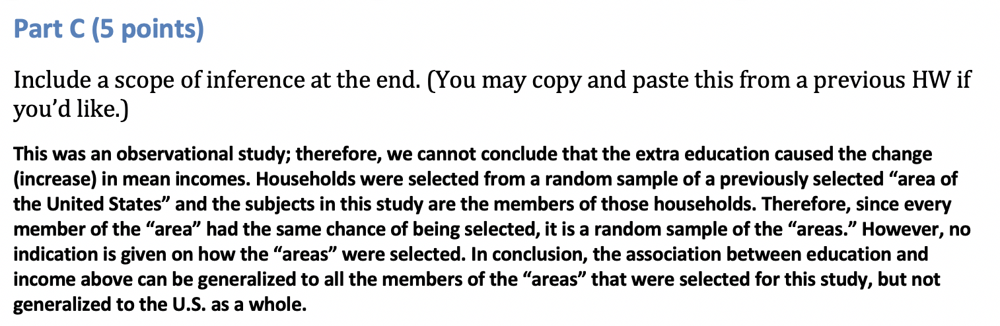 Part C (5 points)
Include a scope of inference at the end. (You may copy and paste this from a previous HW if
you’d like.)
This was an observational study; therefore, we cannot conclude that the extra education caused the change
(increase) in mean incomes. Households were selected from a random sample of a previously selected “area of
the United States” and the subjects in this study are the members of those households. Therefore, since every
member of the “area” had the same chance of being selected, it is a random sample of the “areas.” However, no
indication is given on how the “areas” were selected. In conclusion, the association between education and
income above can be generalized to all the members of the “areas” that were selected for this study, but not
generalized to the U.S. as a whole.